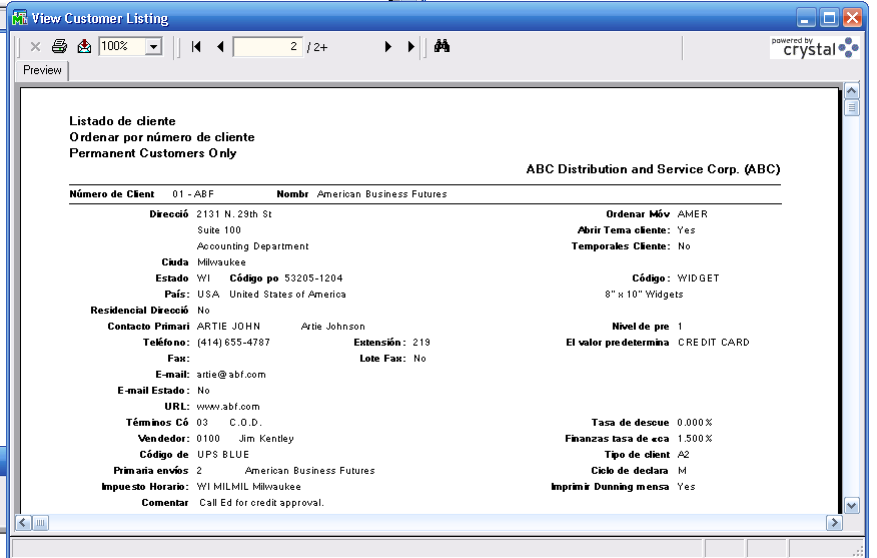 View Customer Listing
100% 2 / 2+ powered by crystal
Preview
Listado de cliente
Ordenar por número de cliente
Permanent Customers Only
ABC Distribution and Service Corp. (ABC)
Número de Client 01 - ABF Nombr American Business Futures
Direcció 2131 N. 29th St Ordenar Móv AMER
Suite 100 Abrir Tema cliente: Yes
Accounting Department Temporales Cliente: No
Ciuda Milwaukee
Estado WI Código po 53205-1204 Código: WIDGET
País: USA United States of America 8" x 10" Widgets
Residencial Direcció No
Contacto Primari ARTIE JOHN Artie Johnson Nivel de pre 1
Teléfono: (414) 655-4787 Extensión: 219 El valor predetermina CREDIT CARD
Fax: Lote Fax: No
E-mail: artie@abf.com
E-mail Estado: No
URL: www.abf.com
Términos Có 03 C.O.D. Tasa de descue 0.000%
Vendedor: 0100 Jim Kentley Finanzas tasa de «ca 1.500%
Código de UPS BLUE Tipo de client A2
Primaria envíos 2 American Business Futures Ciclo de declara M
Impuesto Horario: WI MILMIL Milwaukee Imprimir Dunning mensa Yes
Comentar Call Ed for credit approval.